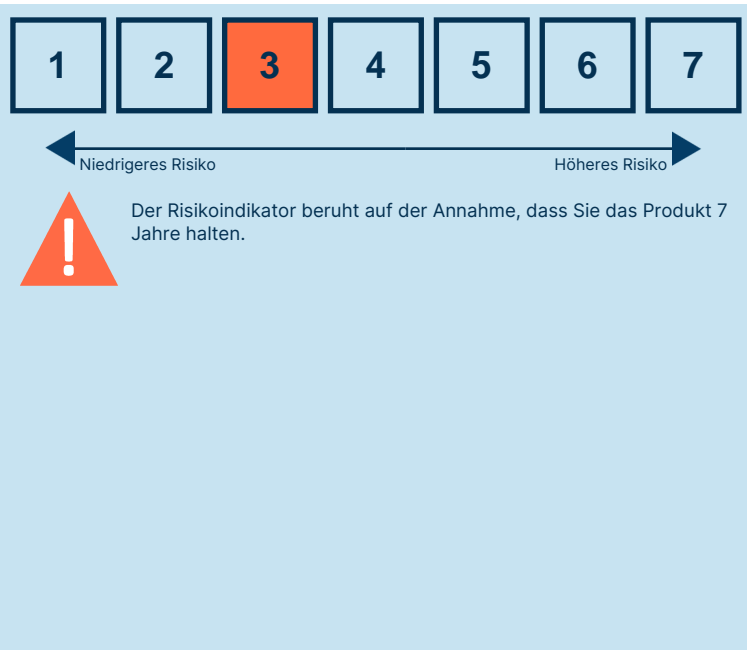 1 2 3 4 5 6 7
Niedrigeres Risiko Höheres Risiko
Der Risikoindikator beruht auf der Annahme, dass Sie das Produkt 7
Jahre halten.